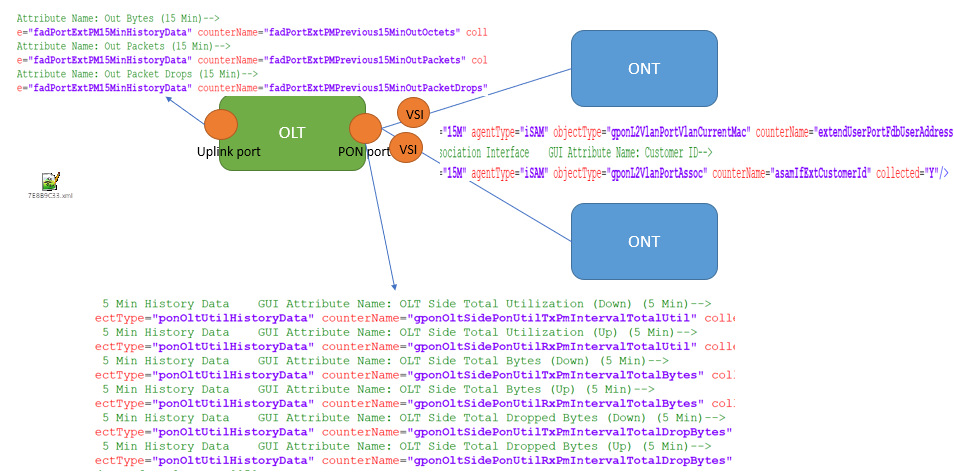 Attribute Name: Out Bytes (15 Min)-->
e="fadPortExtPM15MinHistoryData" counterName="fadPortExtPMPrevious15MinOutOctets" coll
Attribute Name: Out Packets (15 Min)-->
e="fadPortExtPM15MinHistoryData" counterName="fadPortExtPMPrevious15MinOutPackets" col
Attribute Name: Out Packet Drops (15 Min)-->
e="fadPortExtPM15MinHistoryData" counterName="fadPortExtPMPrevious15MinOutPacketDrops"
ONT
VSI
OLT
="15M" agentType="iSAM" objectType="gponL2VlanPortVlanCurrentMac" counterName="extendUserPortFdbUserAddress
Uplink port
PON port
VSI
sociation Interface    GUI Attribute Name: Customer ID-->
="15M" agentType="iSAM" objectType="gponL2VlanPortAssoc" counterName="asamIfExtCustomerId" collected="Y"/>
7E8B9C33.xml
ONT
5 Min History Data    GUI Attribute Name: OLT Side Total Utilization (Down) (5 Min)-->
ectType="ponOltUtilHistoryData" counterName="gponOltSidePonUtilTxPmIntervalTotalUtil" colle
5 Min History Data    GUI Attribute Name: OLT Side Total Utilization (Up) (5 Min)-->
ectType="ponOltUtilHistoryData" counterName="gponOltSidePonUtilRxPmIntervalTotalUtil" colle
5 Min History Data    GUI Attribute Name: OLT Side Total Bytes (Down) (5 Min)-->
ectType="ponOltUtilHistoryData" counterName="gponOltSidePonUtilTxPmIntervalTotalBytes" coll
5 Min History Data    GUI Attribute Name: OLT Side Total Bytes (Up) (5 Min)-->
ectType="ponOltUtilHistoryData" counterName="gponOltSidePonUtilRxPmIntervalTotalBytes" coll
5 Min History Data    GUI Attribute Name: OLT Side Total Dropped Bytes (Down) (5 Min)-->
ectType="ponOltUtilHistoryData" counterName="gponOltSidePonUtilTxPmIntervalTotalDropBytes"
5 Min History Data    GUI Attribute Name: OLT Side Total Dropped Bytes (Up) (5 Min)-->
ectType="ponOltUtilHistoryData" counterName="gponOltSidePonUtilRxPmIntervalTotalDropBytes"